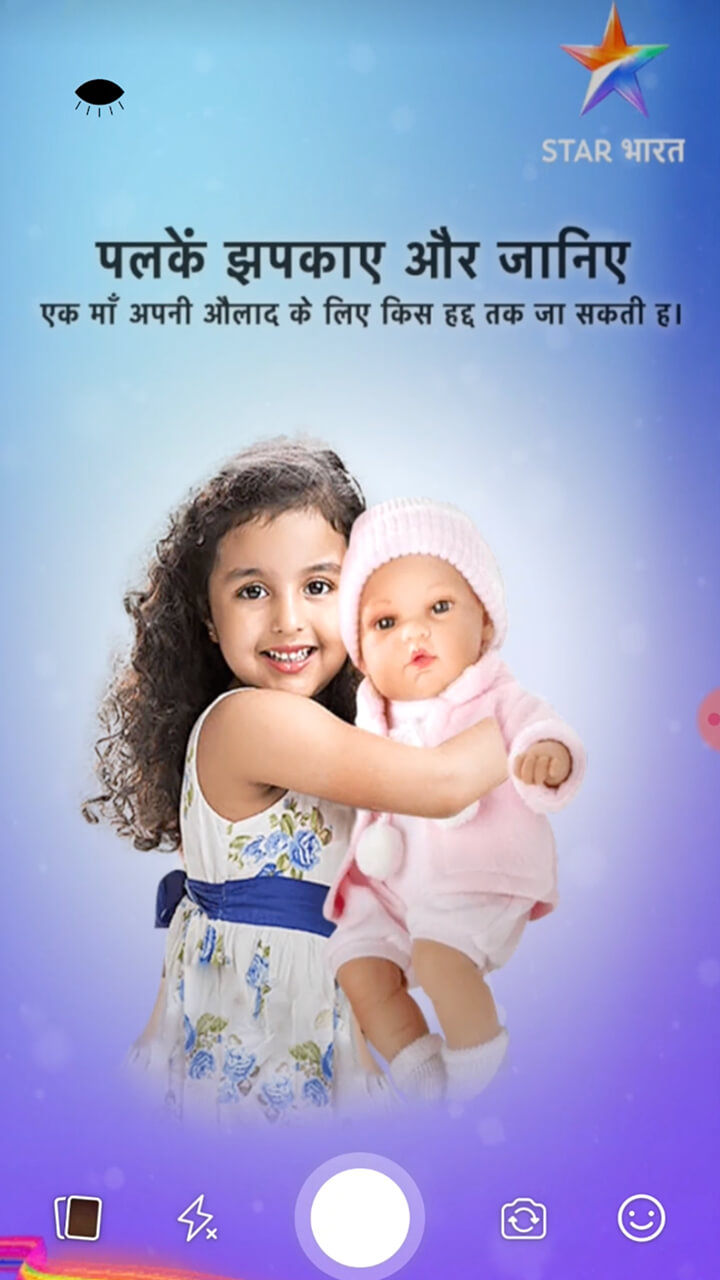 STAR भारत
पलकें झपकाए और जानिए
एक माँ अपनी औलाद के लिए किस हद्द तक जा सकती ह।